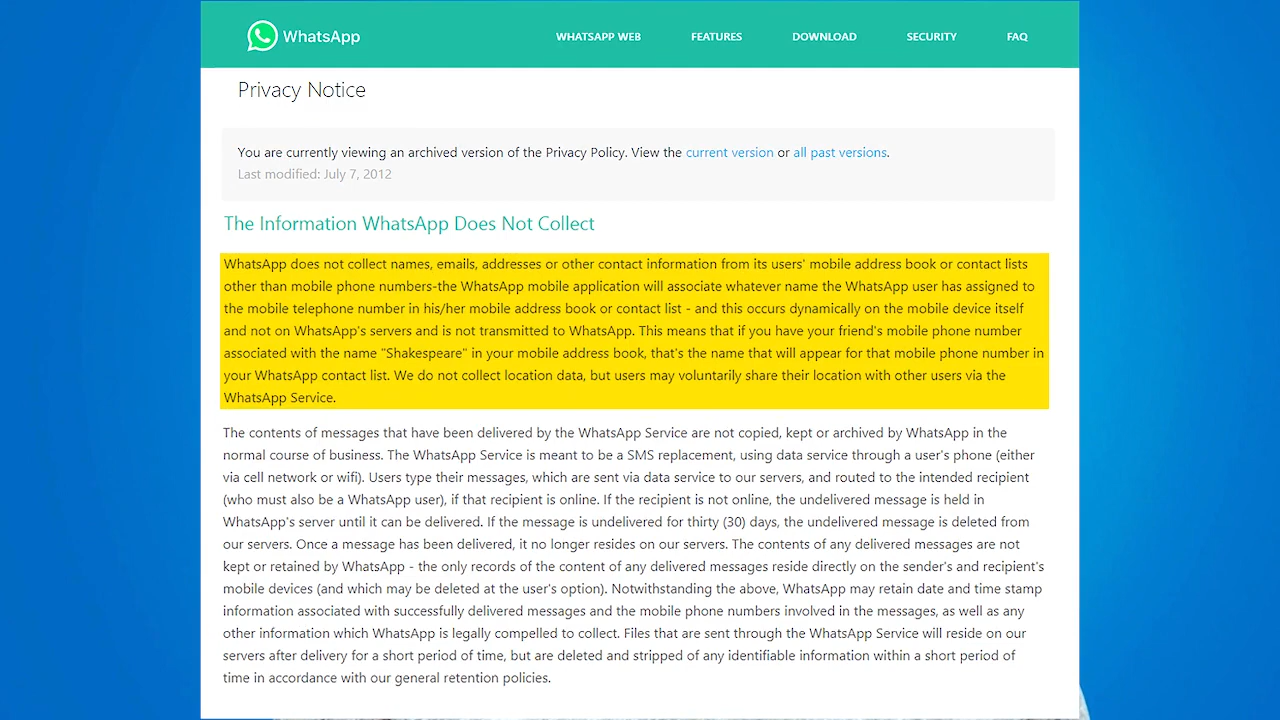 WhatsApp
WHATSAPP WEB FEATURES DOWNLOAD SECURITY FAQ
Privacy Notice
You are currently viewing an archived version of the Privacy Policy. View the current version or all past versions.
Last modified: July 7, 2012
The Information WhatsApp Does Not Collect
WhatsApp does not collect names, emails, addresses or other contact information from its users' mobile address book or contact lists
other than mobile phone numbers-the WhatsApp mobile application will associate whatever name the WhatsApp user has assigned to
the mobile telephone number in his/her mobile address book or contact list - and this occurs dynamically on the mobile device itself
and not on WhatsApp's servers and is not transmitted to WhatsApp. This means that if you have your friend's mobile phone number
associated with the name "Shakespeare" in your mobile address book, that's the name that will appear for that mobile phone number in
your WhatsApp contact list. We do not collect location data, but users may voluntarily share their location with other users via the
WhatsApp Service.
The contents of messages that have been delivered by the WhatsApp Service are not copied, kept or archived by WhatsApp in the
normal course of business. The WhatsApp Service is meant to be a SMS replacement, using data service through a user's phone (either
via cell network or wifi). Users type their messages, which are sent via data service to our servers, and routed to the intended recipient
(who must also be a WhatsApp user), if that recipient is online. If the recipient is not online, the undelivered message is held in
WhatsApp's server until it can be delivered. If the message is undelivered for thirty (30) days, the undelivered message is deleted from
our servers. Once a message has been delivered, it no longer resides on our servers. The contents of any delivered messages are not
kept or retained by WhatsApp - the only records of the content of any delivered messages reside directly on the sender's and recipient's
mobile devices (and which may be deleted at the user's option). Notwithstanding the above, WhatsApp may retain date and time stamp
information associated with successfully delivered messages and the mobile phone numbers involved in the messages, as well as any
other information which WhatsApp is legally compelled to collect. Files that are sent through the WhatsApp Service will reside on our
servers after delivery for a short period of time, but are deleted and stripped of any identifiable information within a short period of
time in accordance with our general retention policies.